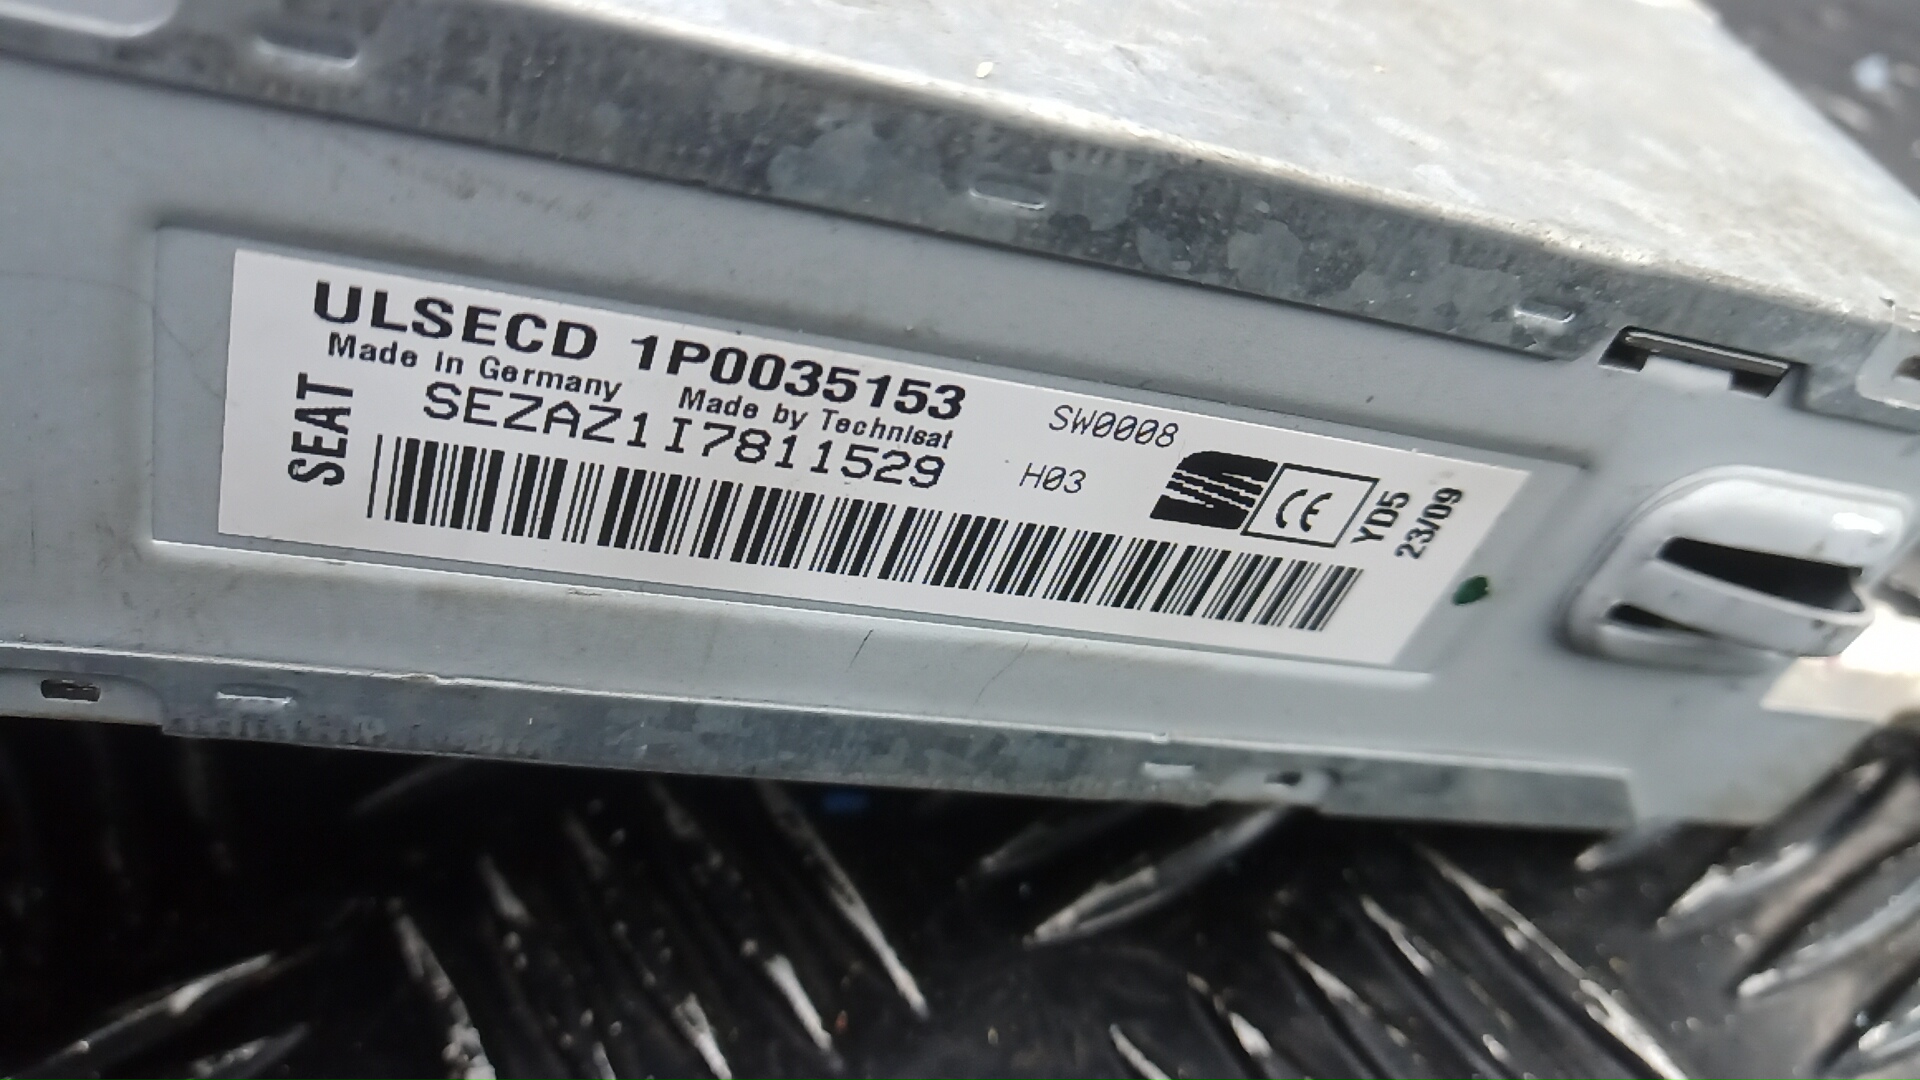 ULSECD 1P0035153
Made in Germany Made by Technisat
SEAT
SEZAZ1I7811529
SW0008
H03
CE
YD5
23/09